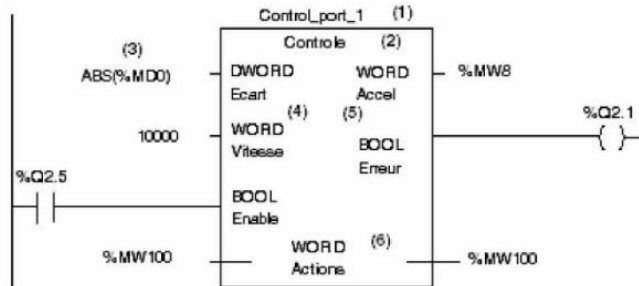 Control_port_1 (1)
Controle (2)
(3)
ABS(%MD0)
DWORD
Ecart
WORD
Accel
%MW8
10000
(4)
WORD
Vitesse
(5)
BOOL
Erreur
%Q2.1
%Q2.5
BOOL
Enable
%MW100
WORD
Actions
(6)
%MW100